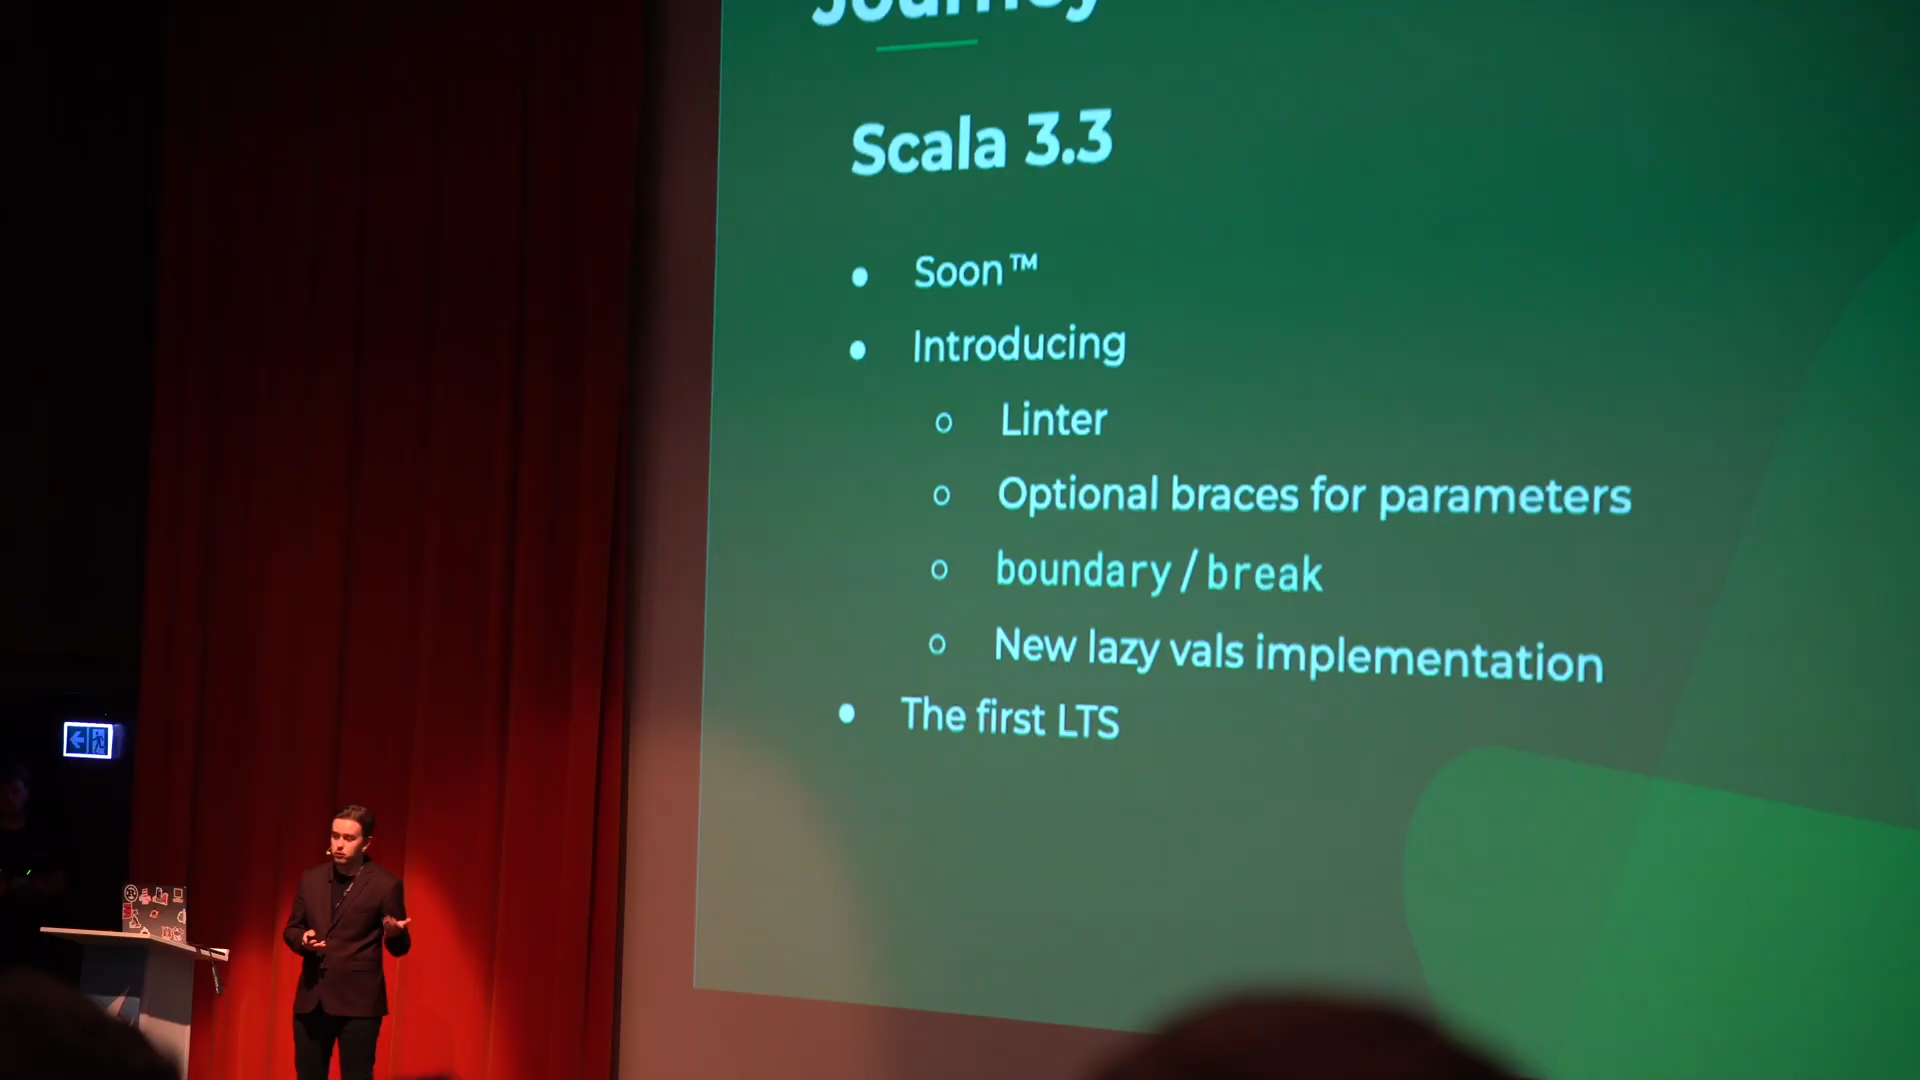 Journey
Scala 3.3
Soon™
Introducing
Linter
Optional braces for parameters
boundary/break
New lazy vals implementation
The first LTS